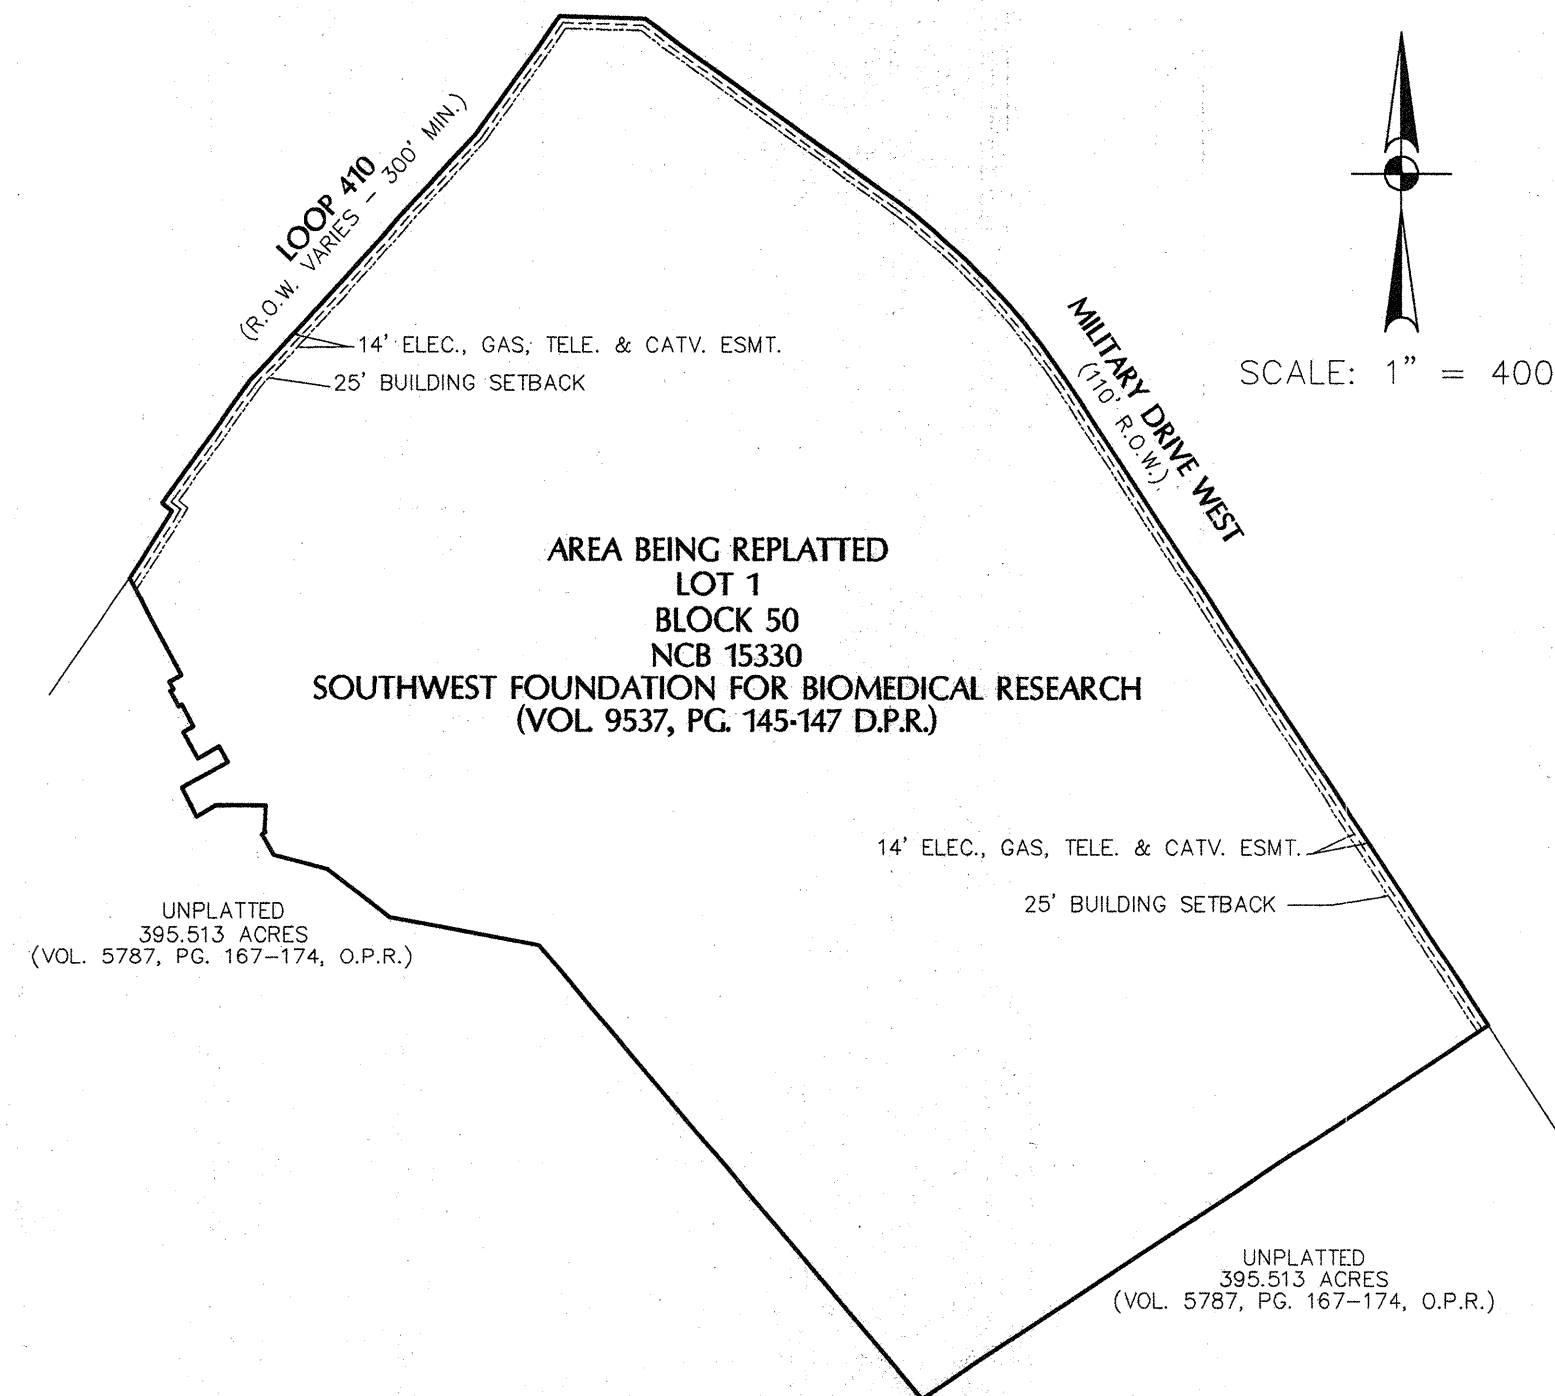 LOOP 410
(R.O.W. VARIES – 300' MIN.)
14' ELEC., GAS, TELE. & CATV. ESMT.
25' BUILDING SETBACK
MILITARY DRIVE WEST
(110' R.O.W.)
SCALE: 1" = 400
AREA BEING REPLATTED
LOT 1
BLOCK 50
NCB 15330
SOUTHWEST FOUNDATION FOR BIOMEDICAL RESEARCH
(VOL. 9537, PG. 145-147 D.P.R.)
14' ELEC., GAS, TELE. & CATV. ESMT.
25' BUILDING SETBACK
UNPLATTED
395.513 ACRES
(VOL. 5787, PG. 167–174, O.P.R.)
UNPLATTED
395.513 ACRES
(VOL. 5787, PG. 167–174, O.P.R.)